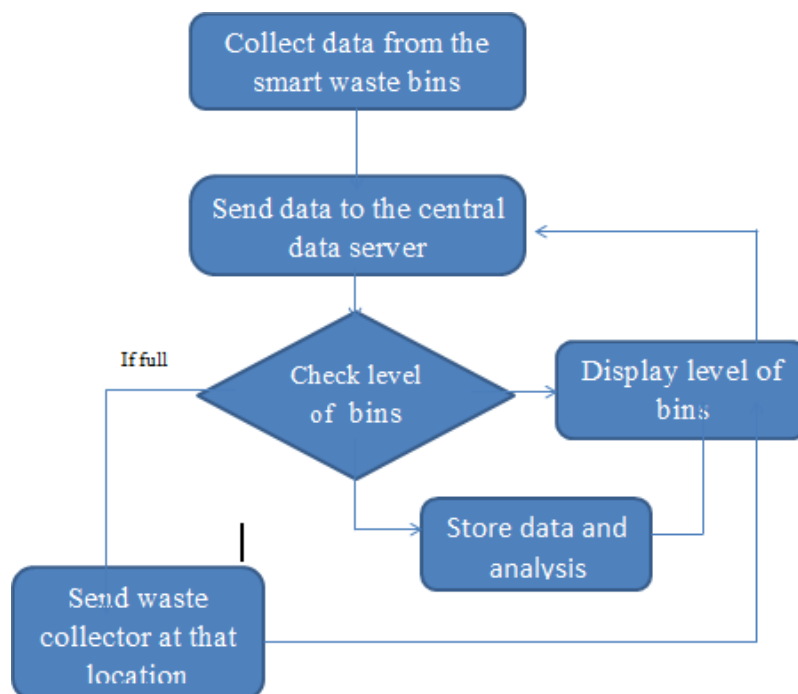 Collect data from the
smart waste bins
Send data to the central
data server
If full
Check level
of bins
Display level of
bins
Store data and
analysis
Send waste
collector at that
location